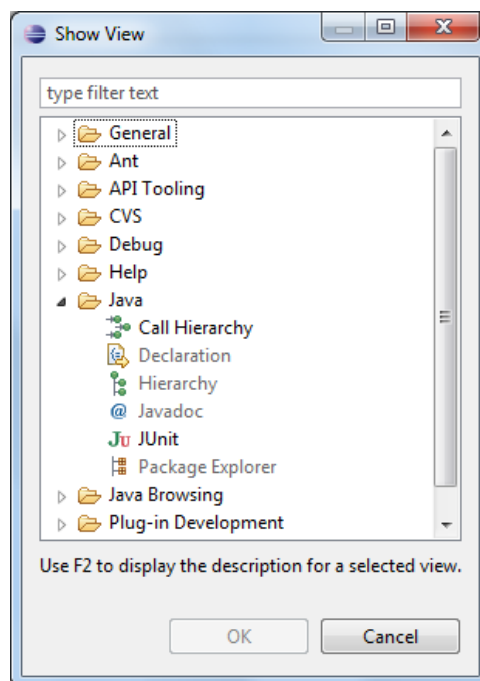 Show View
type filter text
General
Ant
API Tooling
CVS
Debug
Help
Java
Call Hierarchy
Declaration
Hierarchy
@ Javadoc
Ju JUnit
Package Explorer
Java Browsing
Plug-in Development
Use F2 to display the description for a selected view.
OK Cancel